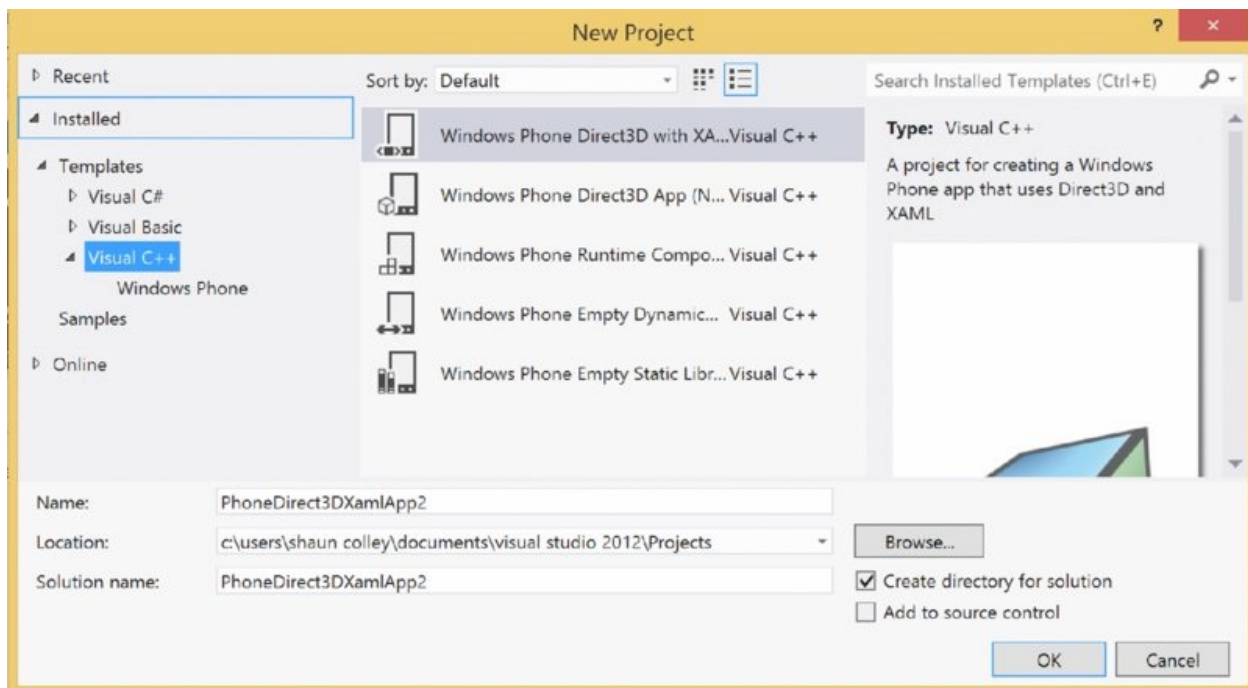 New Project
?
Recent
Installed
Templates
Visual C#
Visual Basic
Visual C++
Windows Phone
Samples
Online
Sort by: Default
Windows Phone Direct3D with XA... Visual C++
Windows Phone Direct3D App (N... Visual C++
Windows Phone Runtime Compo... Visual C++
Windows Phone Empty Dynamic... Visual C++
Windows Phone Empty Static Libr... Visual C++
Search Installed Templates (Ctrl+E)
Type: Visual C++
A project for creating a Windows
Phone app that uses Direct3D and
XAML
Name: PhoneDirect3DXamlApp2
Location: c:\users\shaun colley\documents\visual studio 2012\Projects
Browse...
Solution name: PhoneDirect3DXamlApp2
Create directory for solution
Add to source control
OK
Cancel